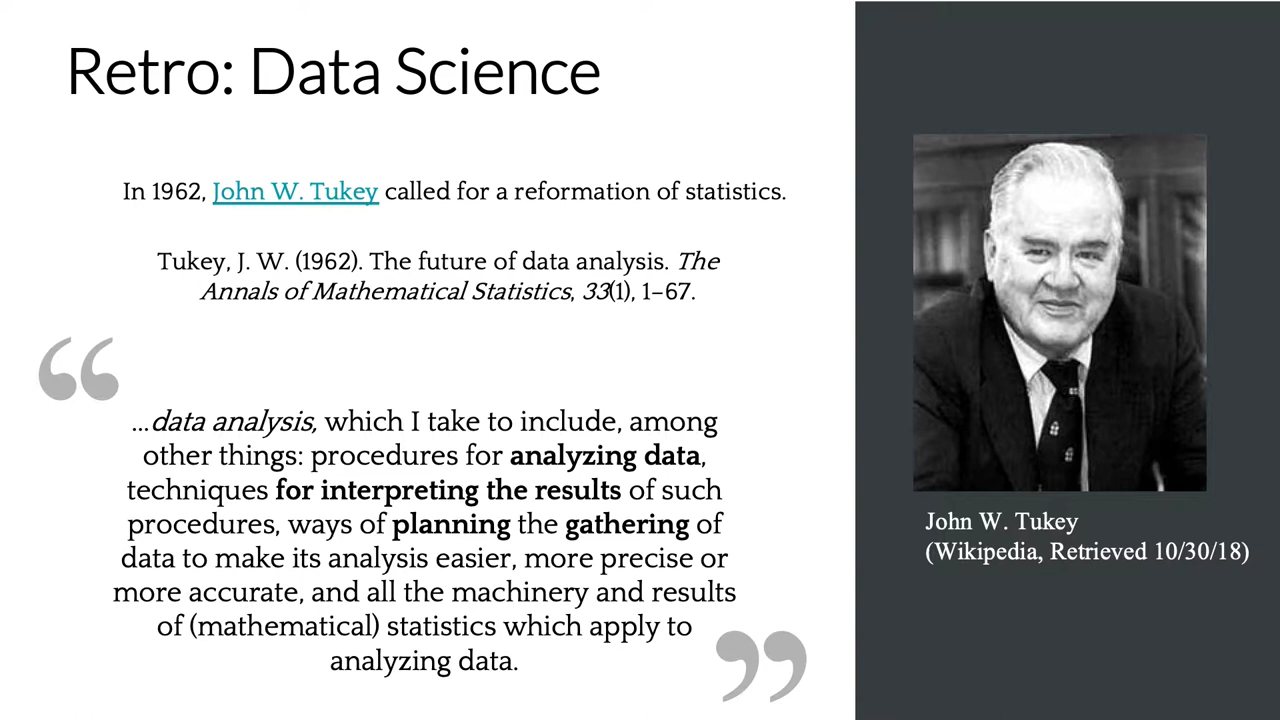 Retro: Data Science
In 1962, John W. Tukey called for a reformation of statistics.
Tukey, J. W. (1962). The future of data analysis. The
Annals of Mathematical Statistics, 33(1), 1–67.
“
...data analysis, which I take to include, among
other things: procedures for analyzing data,
techniques for interpreting the results of such
procedures, ways of planning the gathering of
data to make its analysis easier, more precise or
more accurate, and all the machinery and results
of (mathematical) statistics which apply to
analyzing data.
”
John W. Tukey
(Wikipedia, Retrieved 10/30/18)